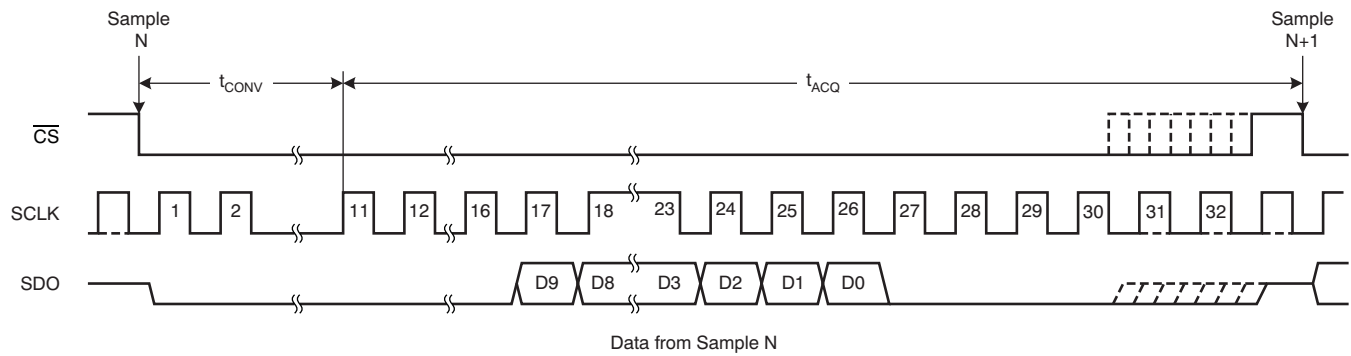 Sample
N
Sample
N+1
tCONV
tACQ
CS
SCLK
1
2
11
12
16
17
18
23
24
25
26
27
28
29
30
31
32
SDO
D9
D8
D3
D2
D1
D0
Data from Sample N